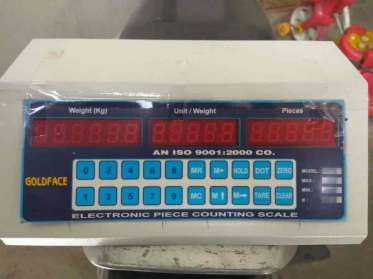 Weight (Kg) Unit / Weight Pieces
AN ISO 9001:2000 CO.
GOLDFACE
0 2 4 6 8 MR M+ HOLD DOT ZERO
1 3 5 7 9 MC M⬆ M➡ TARE CLEAR
MODEL
MAX
MIN
ELECTRONIC PIECE COUNTING SCALE